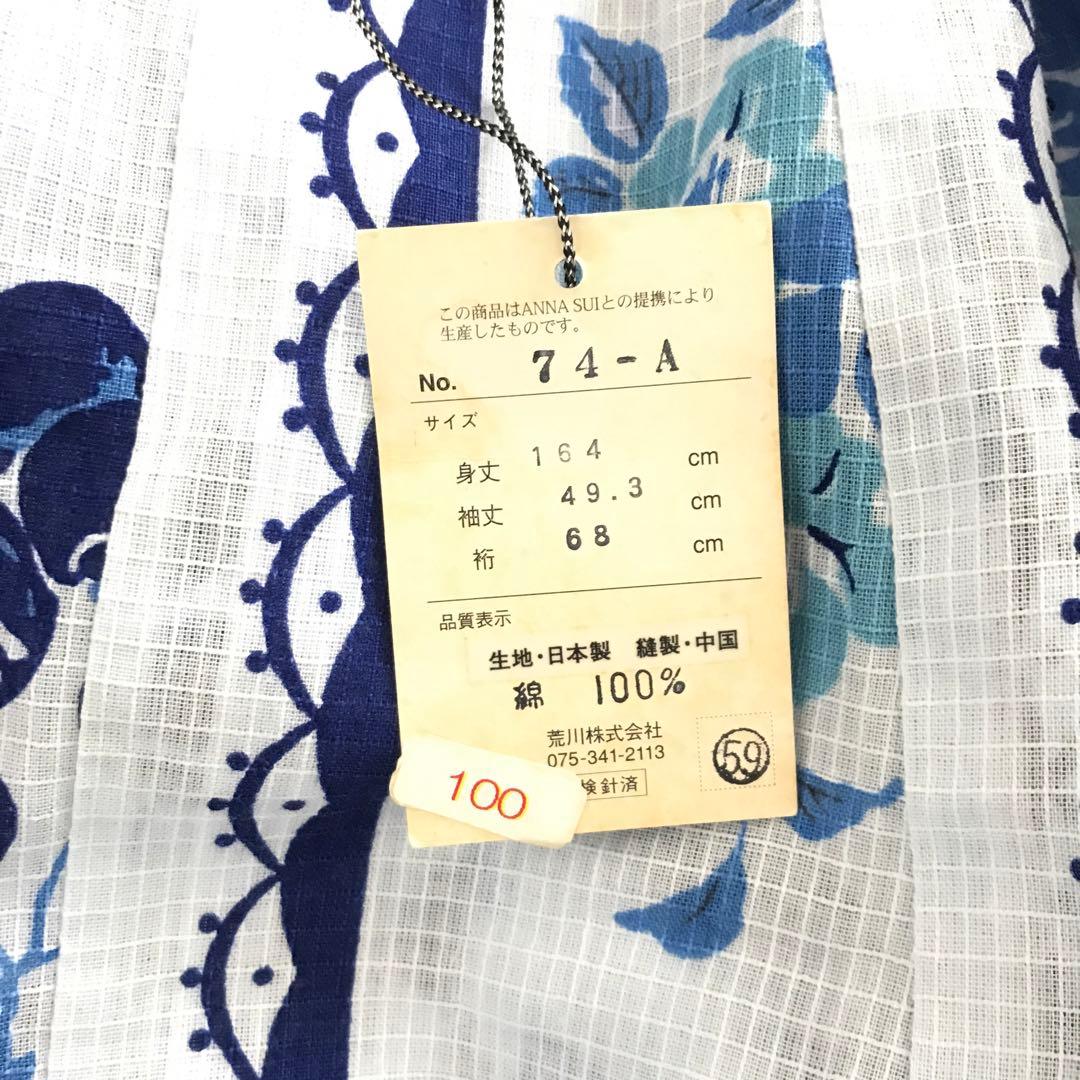 この商品はANNA SUIとの提携により
生産したものです。
No. 74-A
サイズ
身丈 164 cm
袖丈 49.3 cm
裄 68 cm
品質表示
生地・日本製 縫製・中国
綿 100%
荒川株式会社
075-341-2113
検針済
59
100